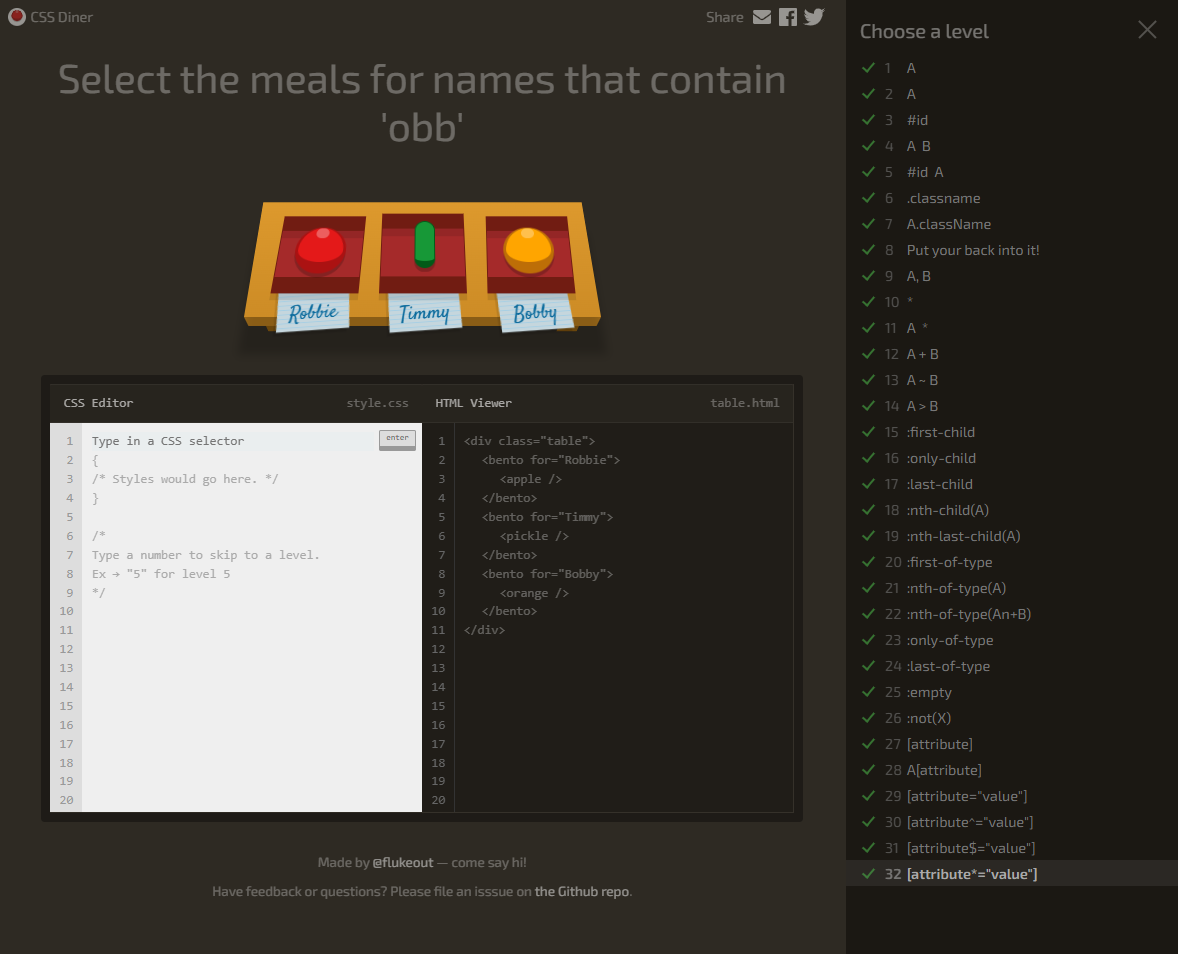 CSS Diner
Share
Select the meals for names that contain
'obb'
Robbie
Timmy
Bobby
CSS Editor
style.css
HTML Viewer
table.html
1 Type in a CSS selector
enter
2 {
3 /* Styles would go here. */
4 }
5
6 /*
7 Type a number to skip to a level.
8 Ex → "5" for level 5
9 */
10
11
12
13
14
15
16
17
18
19
20
1 <div class="table">
2 <bento for="Robbie">
3 <apple />
4 </bento>
5 <bento for="Timmy">
6 <pickle />
7 </bento>
8 <bento for="Bobby">
9 <orange />
10 </bento>
11 </div>
12
13
14
15
16
17
18
19
20
Made by @flukeout — come say hi!
Have feedback or questions? Please file an isssue on the Github repo.
Choose a level
1 A
2 A
3 #id
4 A B
5 #id A
6 .classname
7 A.className
8 Put your back into it!
9 A, B
10 *
11 A *
12 A + B
13 A ~ B
14 A > B
15 :first-child
16 :only-child
17 :last-child
18 :nth-child(A)
19 :nth-last-child(A)
20 :first-of-type
21 :nth-of-type(A)
22 :nth-of-type(An+B)
23 :only-of-type
24 :last-of-type
25 :empty
26 :not(X)
27 [attribute]
28 A[attribute]
29 [attribute="value"]
30 [attribute^="value"]
31 [attribute$="value"]
32 [attribute*="value"]